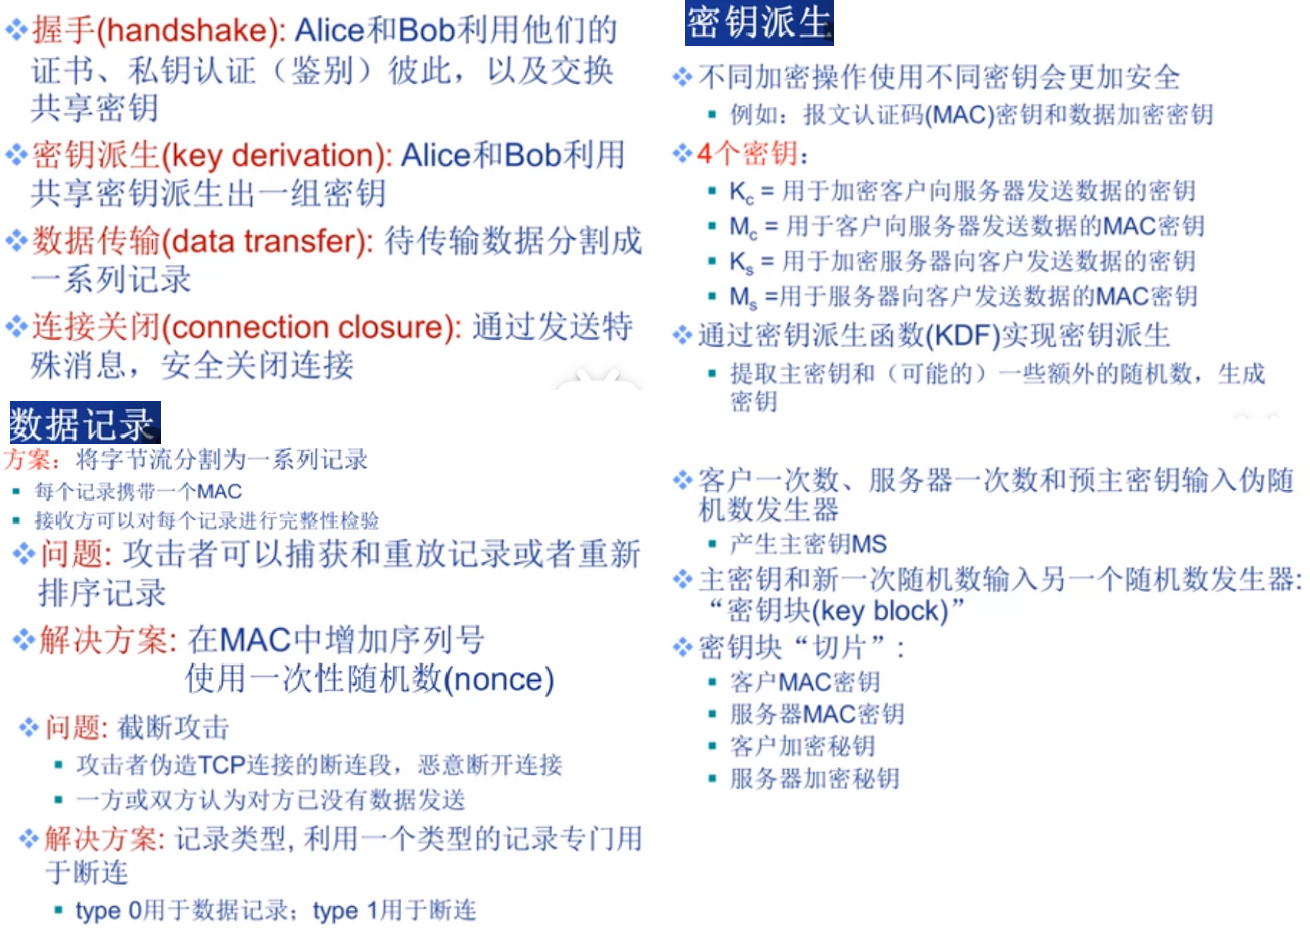 握手(handshake): Alice和Bob利用他们的
证书、私钥认证（鉴别）彼此，以及交换
共享密钥
密钥派生(key derivation): Alice和Bob利用
共享密钥派生出一组密钥
数据传输(data transfer): 待传输数据分割成
一系列记录
连接关闭(connection closure): 通过发送特
殊消息，安全关闭连接
数据记录
方案：将字节流分割为一系列记录
每个记录携带一个MAC
接收方可以对每个记录进行完整性检验
问题: 攻击者可以捕获和重放记录或者重新
排序记录
解决方案: 在MAC中增加序列号
使用一次性随机数(nonce)
问题: 截断攻击
攻击者伪造TCP连接的断连段，恶意断开连接
一方或双方认为对方已没有数据发送
解决方案: 记录类型, 利用一个类型的记录专门用
于断连
type 0用于数据记录；type 1用于断连
密钥派生
不同加密操作使用不同密钥会更加安全
例如：报文认证码(MAC)密钥和数据加密密钥
4个密钥：
Kc = 用于加密客户向服务器发送数据的密钥
Mc = 用于客户向服务器发送数据的MAC密钥
Ks = 用于加密服务器向客户发送数据的密钥
Ms =用于服务器向客户发送数据的MAC密钥
通过密钥派生函数(KDF)实现密钥派生
提取主密钥和（可能的）一些额外的随机数，生成
密钥
客户一次数、服务器一次数和预主密钥输入伪随
机数发生器
产生主密钥MS
主密钥和新一次随机数输入另一个随机数发生器:
“密钥块(key block)”
密钥块“切片”:
客户MAC密钥
服务器MAC密钥
客户加密秘钥
服务器加密秘钥